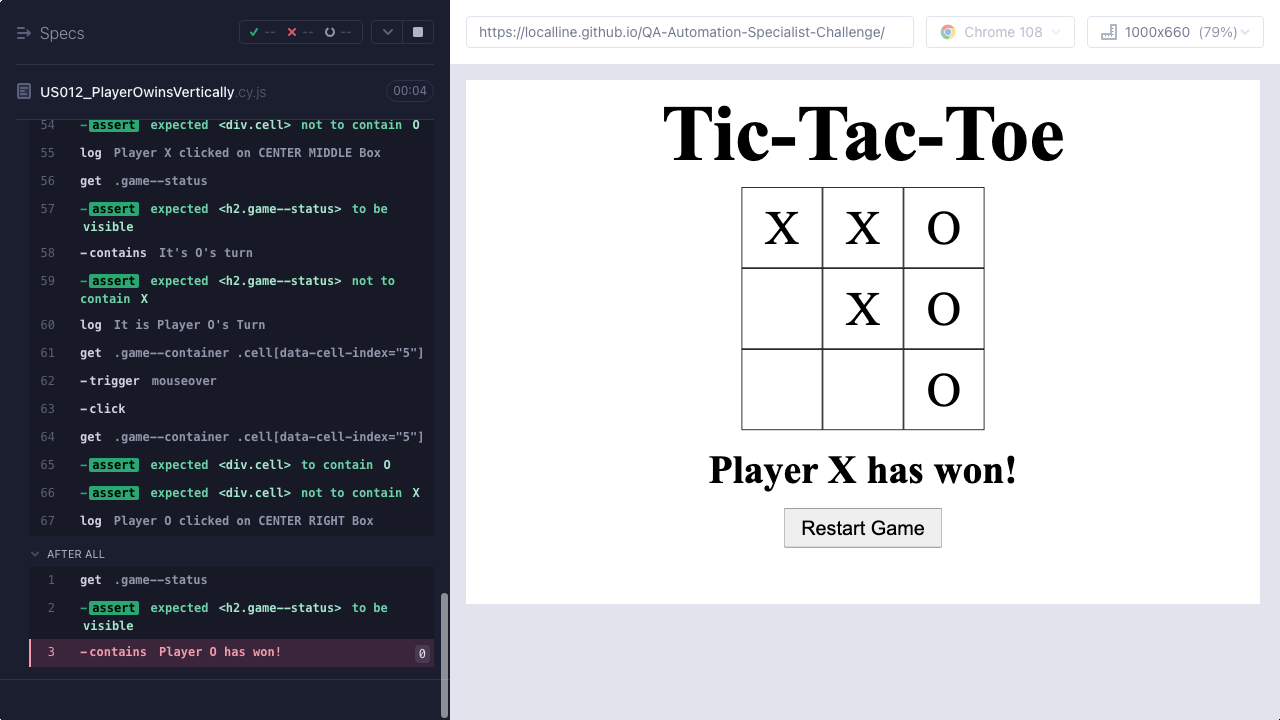 Specs
-- -- --
US012_PlayerOwinsVertically.cy.js 00:04
54 -assert expected <div.cell> not to contain O
55 log Player X clicked on CENTER MIDDLE Box
56 get .game--status
57 -assert expected <h2.game--status> to be
visible
58 -contains It's O's turn
59 -assert expected <h2.game--status> not to
contain X
60 log It is Player O's Turn
61 get .game--container .cell[data-cell-index="5"]
62 -trigger mouseover
63 -click
64 get .game--container .cell[data-cell-index="5"]
65 -assert expected <div.cell> to contain O
66 -assert expected <div.cell> not to contain X
67 log Player O clicked on CENTER RIGHT Box
AFTER ALL
1 get .game--status
2 -assert expected <h2.game--status> to be
visible
3 -contains Player O has won! 0
https://localline.github.io/QA-Automation-Specialist-Challenge/ Chrome 108 1000x660 (79%)
Tic-Tac-Toe
X X O
X O
O
Player X has won!
Restart Game